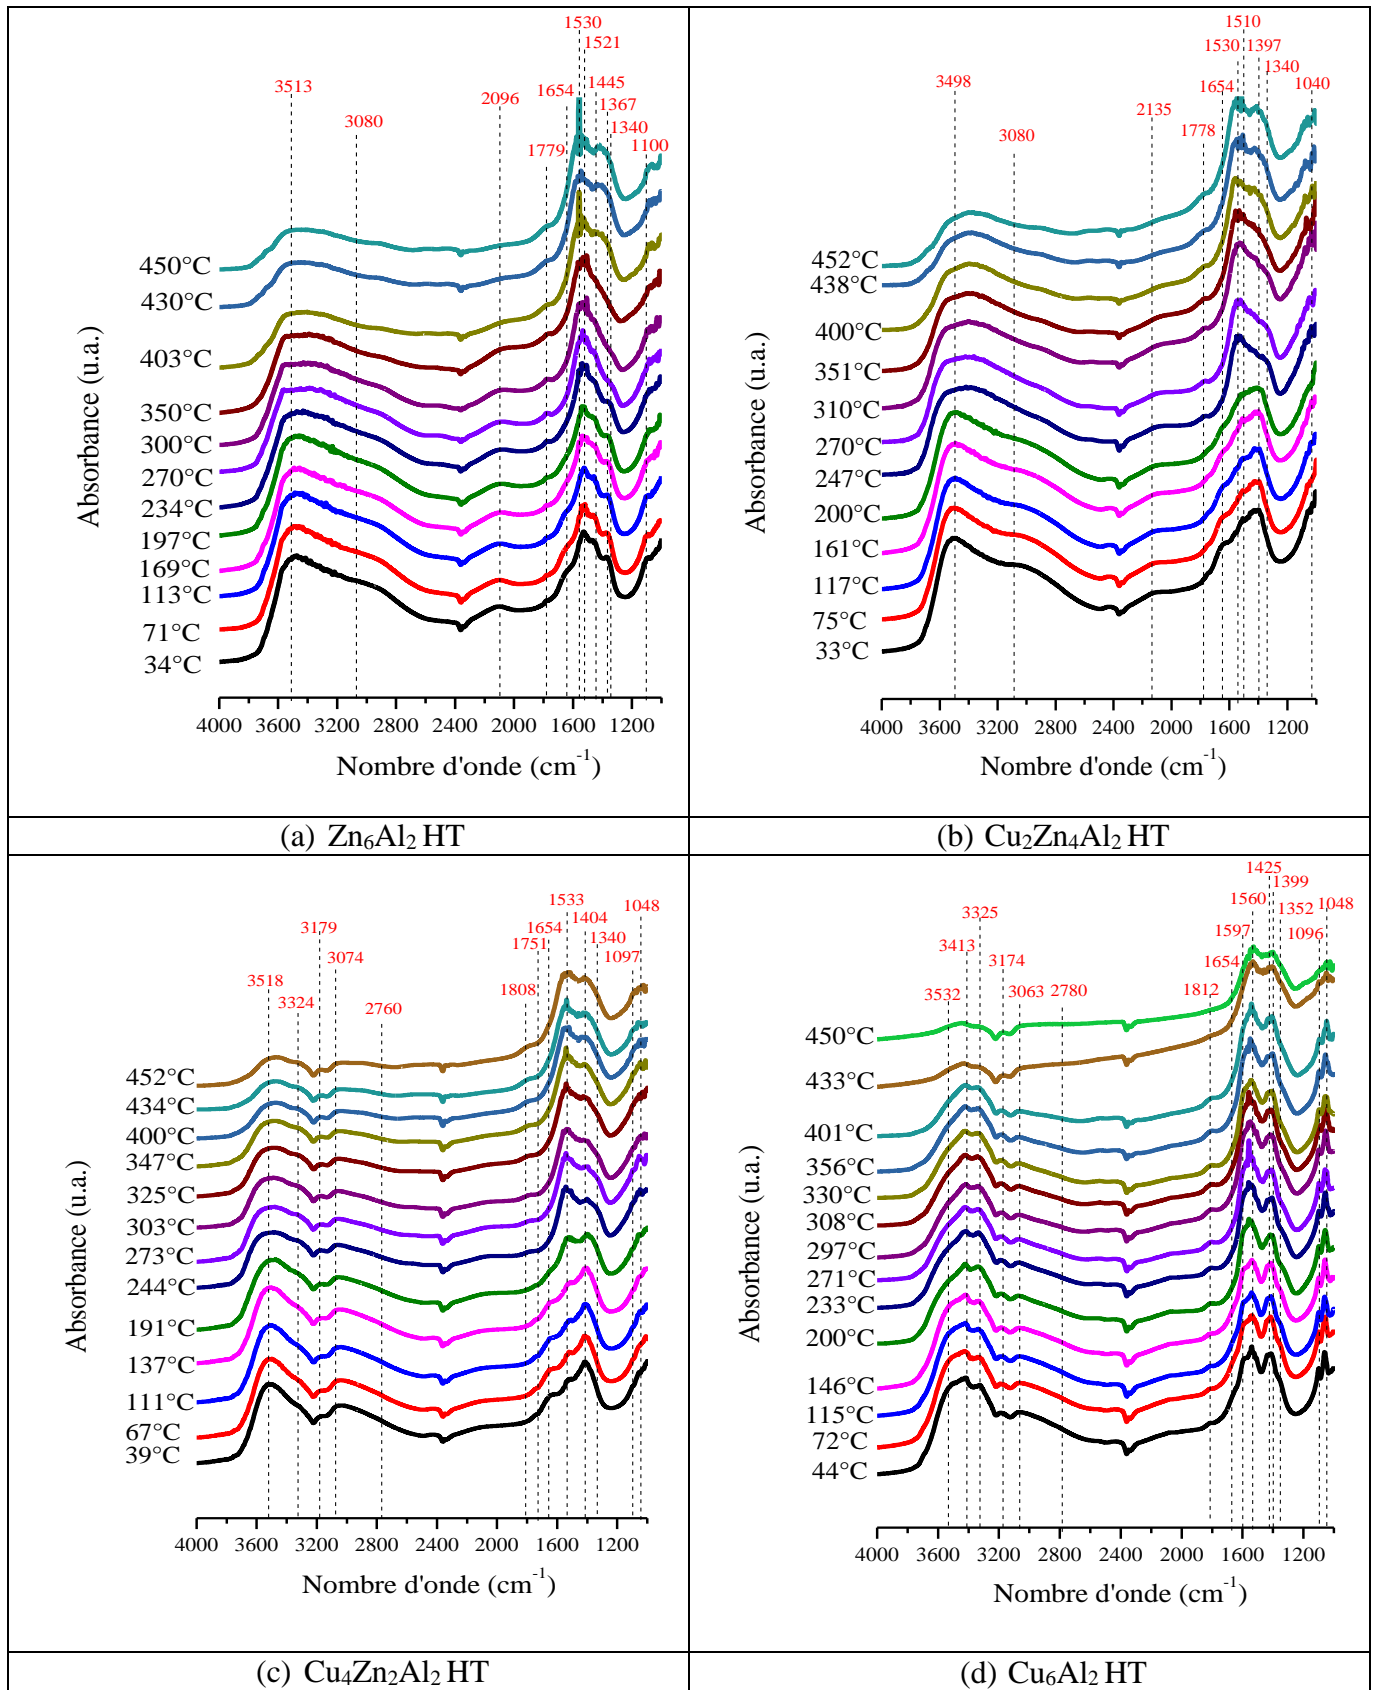 1530
1521
3513
3080
2096
1654
1445
1367
1340
1779
1100
450°C
430°C
403°C
350°C
300°C
270°C
234°C
197°C
169°C
113°C
71°C
34°C
Absorbance (u.a.)
4000 3600 3200 2800 2400 2000 1600 1200
Nombre d'onde (cm-1)
(a) Zn6Al2 HT
1510
1530 1397
1340
3498
3080
2135
1654
1040
1778
452°C
438°C
400°C
351°C
310°C
270°C
247°C
200°C
161°C
117°C
75°C
33°C
Absorbance (u.a.)
4000 3600 3200 2800 2400 2000 1600 1200
Nombre d'onde (cm-1)
(b) Cu2Zn4Al2 HT
1533
1404
1048
3179
1654
1340
1751
1097
3074
3518
3324
2760
1808
452°C
434°C
400°C
347°C
325°C
303°C
273°C
244°C
191°C
137°C
111°C
67°C
39°C
Absorbance (u.a.)
4000 3600 3200 2800 2400 2000 1600 1200
Nombre d'onde (cm-1)
(c) Cu4Zn2Al2 HT
1425
1399
1560
1352
1048
3325
1597
1096
3413
3174
1654
3532
3063 2780
1812
450°C
433°C
401°C
356°C
330°C
308°C
297°C
271°C
233°C
200°C
146°C
115°C
72°C
44°C
Absorbance (u.a.)
4000 3600 3200 2800 2400 2000 1600 1200
Nombre d'onde (cm-1)
(d) Cu6Al2 HT